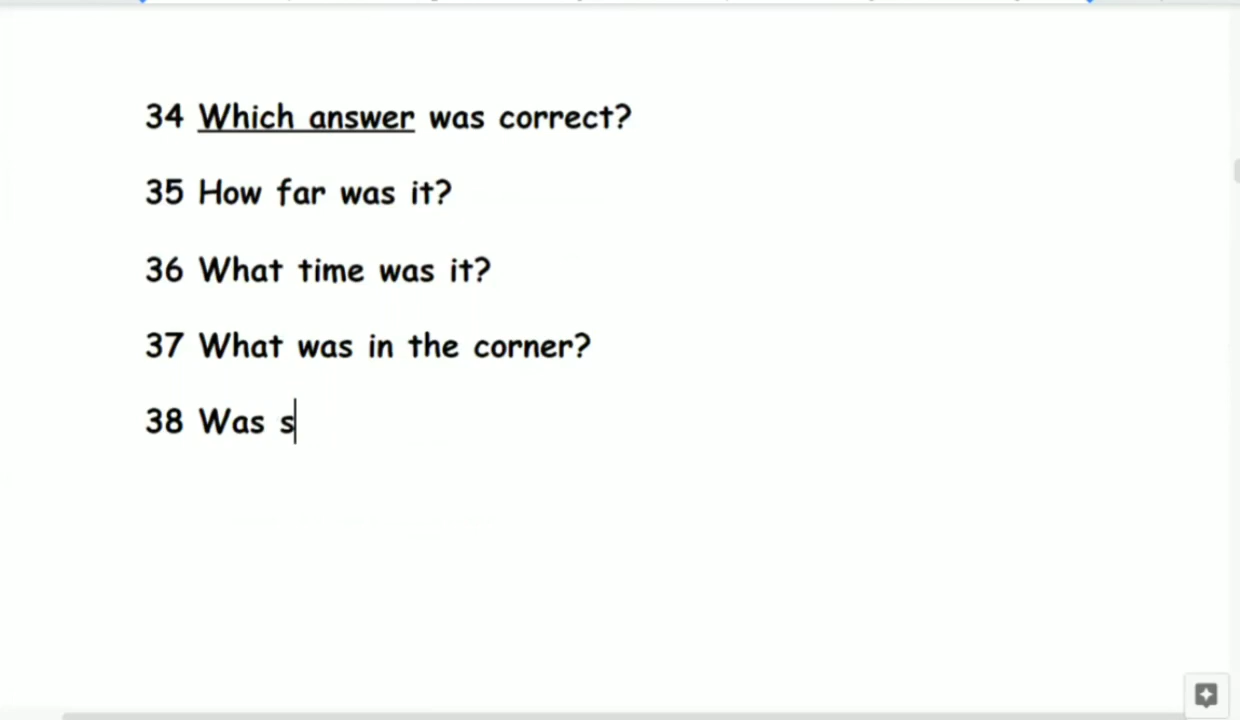 34 Which answer was correct?
35 How far was it?
36 What time was it?
37 What was in the corner?
38 Was s